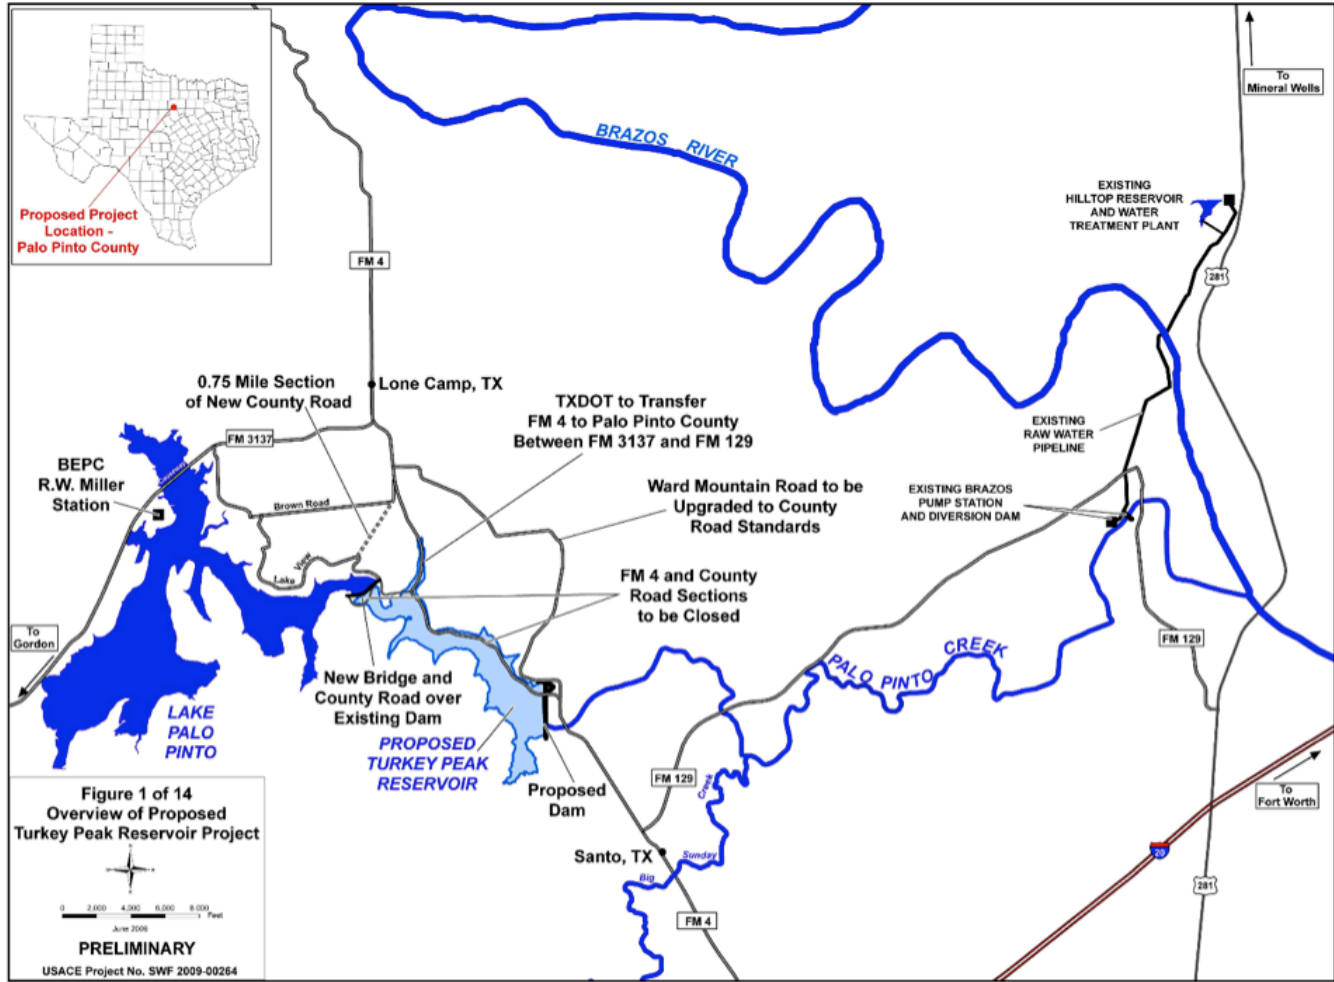 To
Mineral Wells
BRAZOS RIVER
EXISTING
HILLTOP RESERVOIR
AND WATER
TREATMENT PLANT
Proposed Project
Location -
Palo Pinto County
FM 4
281
0.75 Mile Section
of New County Road
Lone Camp, TX
TXDOT to Transfer
FM 4 to Palo Pinto County
Between FM 3137 and FM 129
EXISTING
RAW WATER
PIPELINE
FM 3137
Causeway
BEPC
R.W. Miller
Station
Brown Road
Ward Mountain Road to be
Upgraded to County
Road Standards
EXISTING BRAZOS
PUMP STATION
AND DIVERSION DAM
Lake View
FM 4 and County
Road Sections
to be Closed
To
Gordon
PALO PINTO CREEK
FM 129
New Bridge and
County Road over
Existing Dam
LAKE
PALO
PINTO
PROPOSED
TURKEY PEAK
RESERVOIR
Proposed
Dam
FM 129
To
Fort Worth
Santo, TX
Big Sunday Creek
20
281
FM 4
Figure 1 of 14
Overview of Proposed
Turkey Peak Reservoir Project
N
0 2,000 4,000 6,000 8,000 Feet
June 2006
PRELIMINARY
USACE Project No. SWF 2009-00264